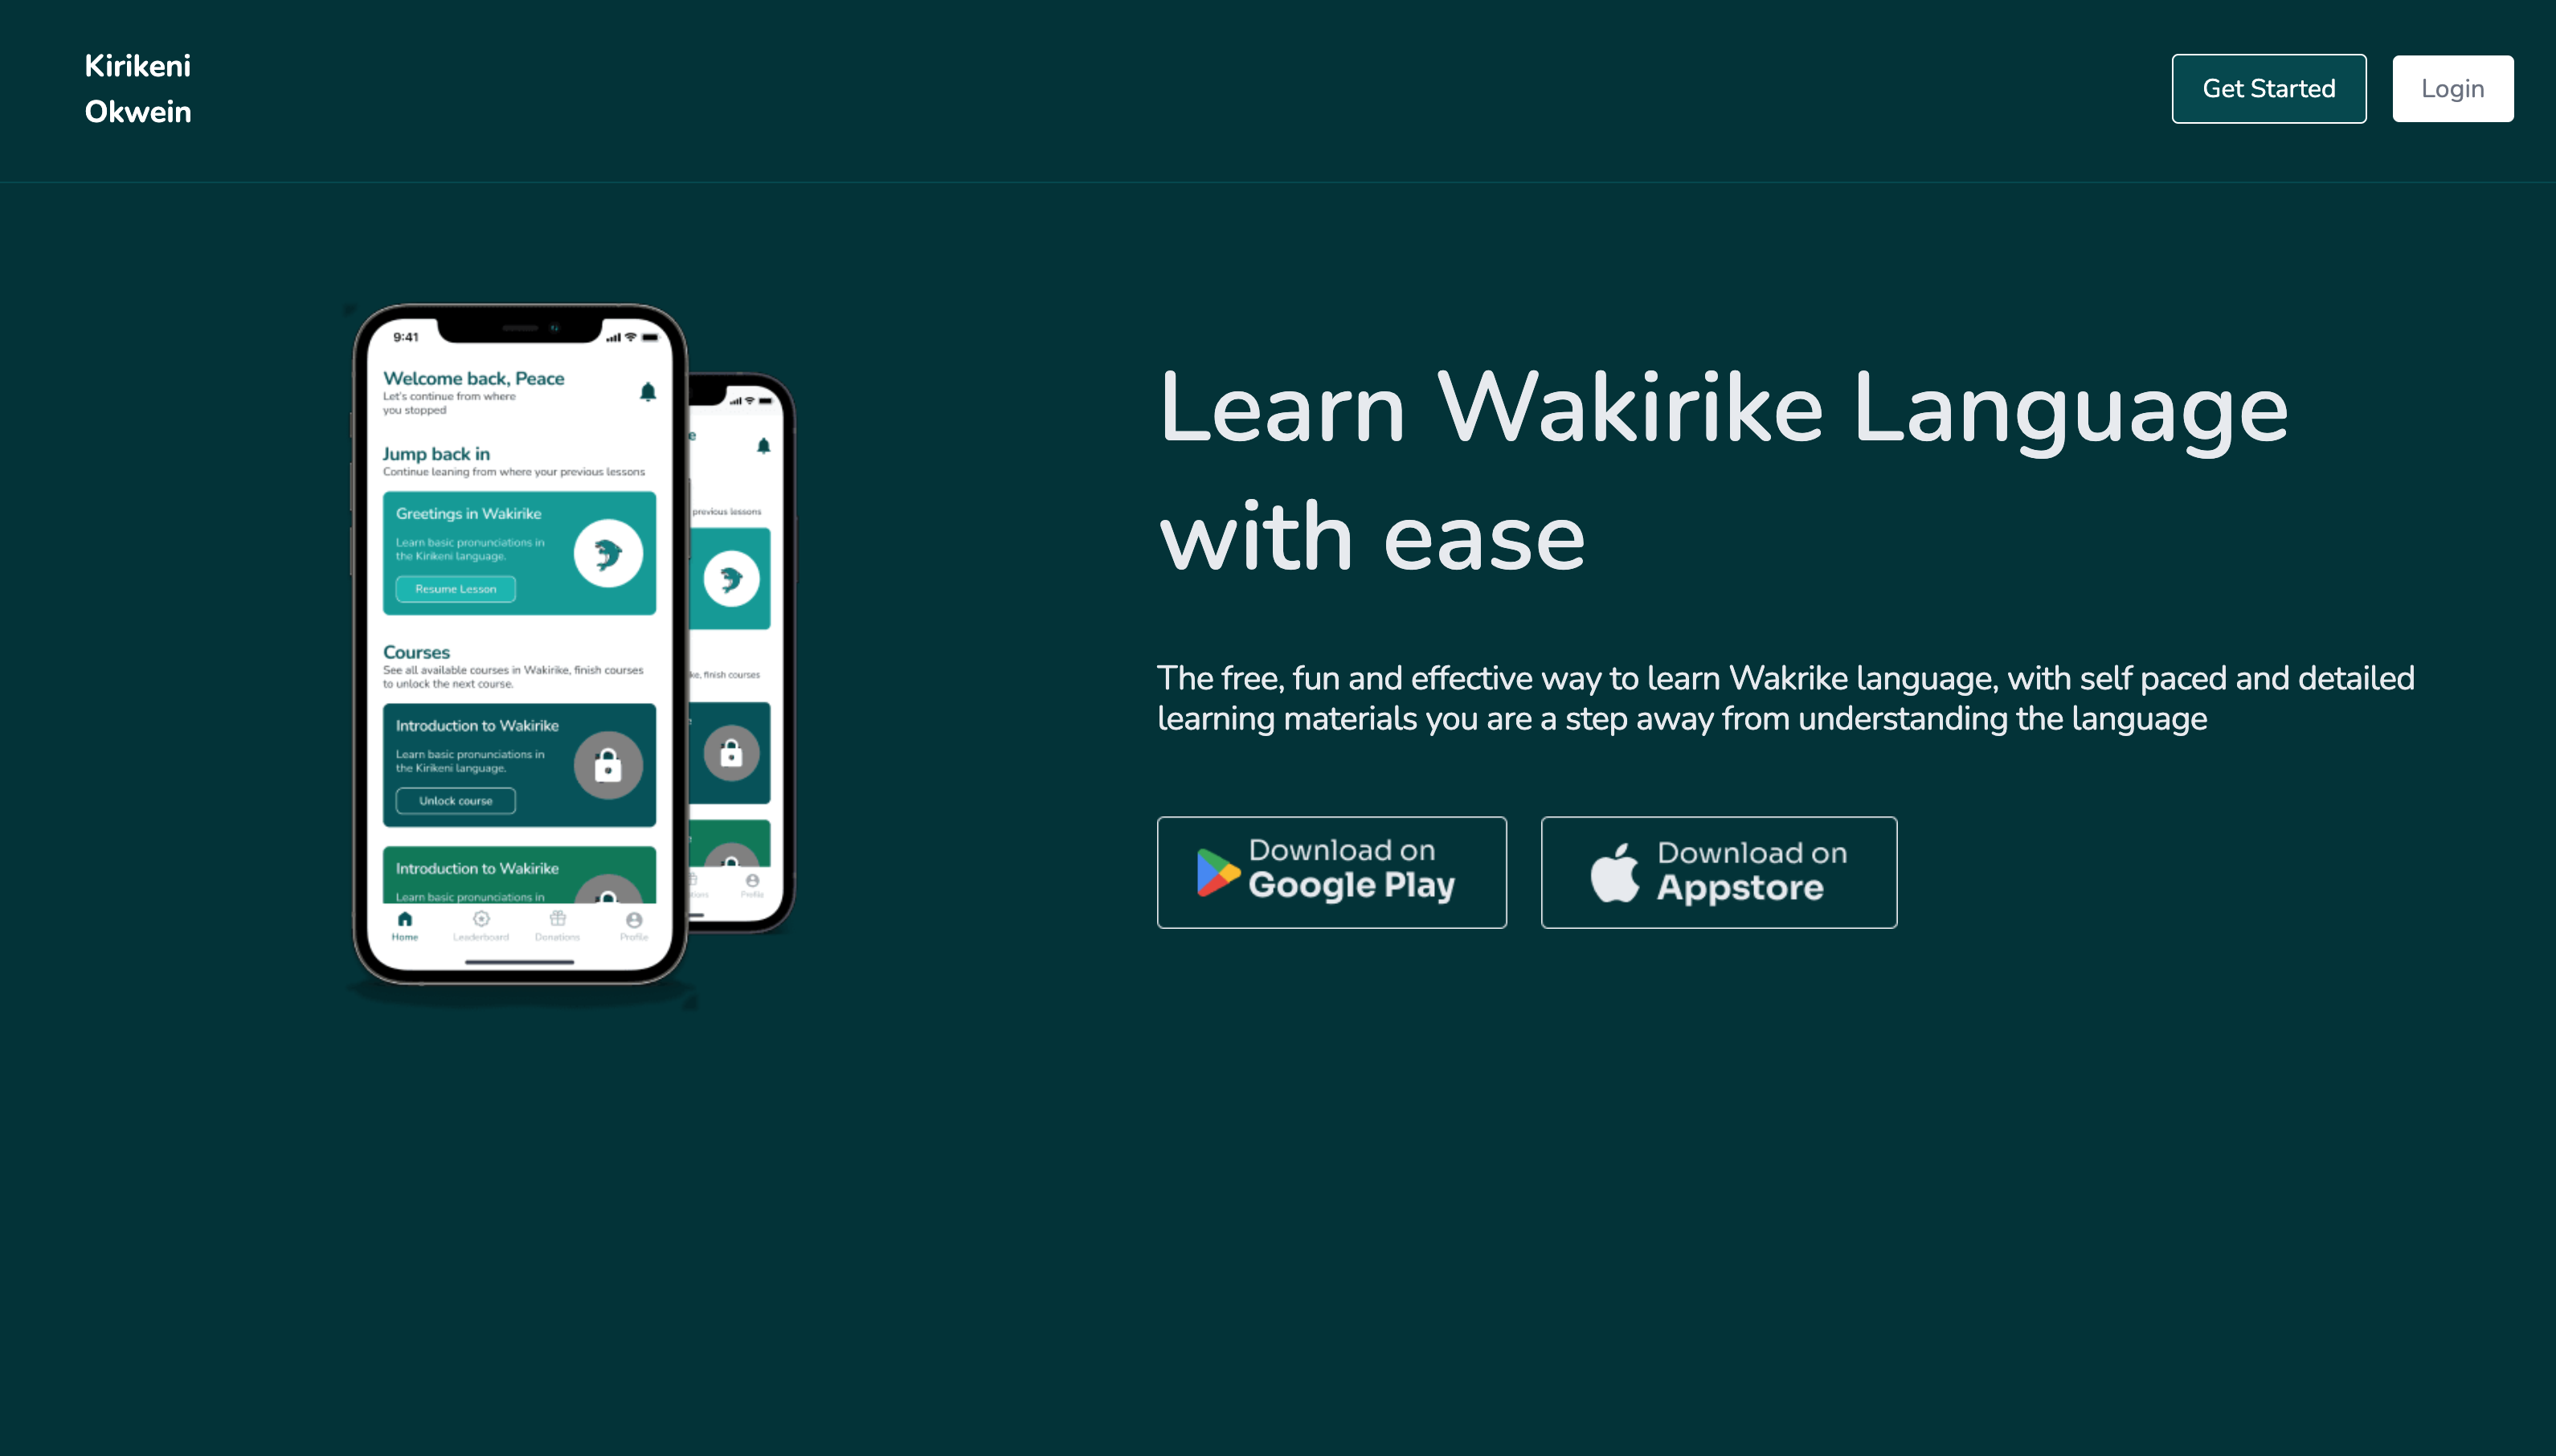 Kirikeni
Okwein
Get Started
Login
9:41
Welcome back, Peace
Let's continue from where
you stopped
Jump back in
Continue leaning from where your previous lessons
Greetings in Wakirike
Learn basic pronunciations in
the Kirikeni language.
Resume Lesson
Courses
See all available courses in Wakirike, finish courses
to unlock the next course.
Introduction to Wakirike
Learn basic pronunciations in
the Kirikeni language.
Unlock course
Introduction to Wakirike
Learn basic pronunciations in
Home
Leaderboard
Donations
Profile
previous lessons
finish courses
Profile
Learn Wakirike Language
with ease
The free, fun and effective way to learn Wakrike language, with self paced and detailed
learning materials you are a step away from understanding the language
Download on
Google Play
Download on
Appstore